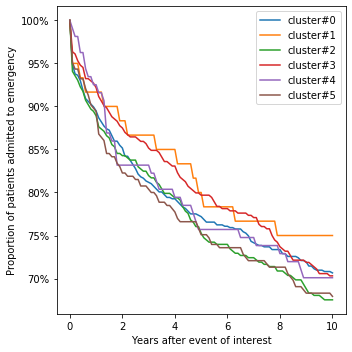 cluster#0
cluster#1
cluster#2
cluster#3
cluster#4
cluster#5
Proportion of patients admitted to emergency
100%
95%
90%
85%
80%
75%
70%
0 2 4 6 8 10
Years after event of interest